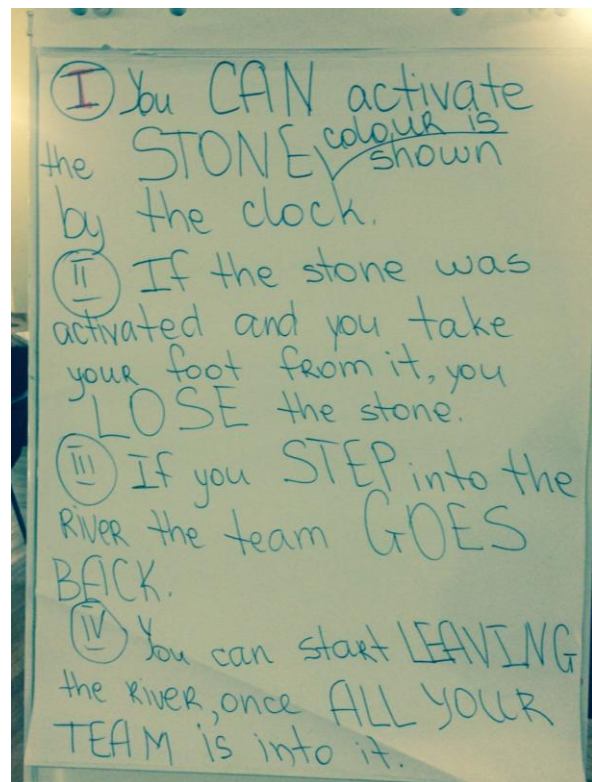 I You CAN activate
the STONE colour is shown
by the clock.
II If the stone was
activated and you take
your foot from it, you
LOSE the stone.
III If you STEP into the
RIVER the team GOES
BACK.
IV You can start LEAVING
the RIVER, once ALL YOUR
TEAM is into it.